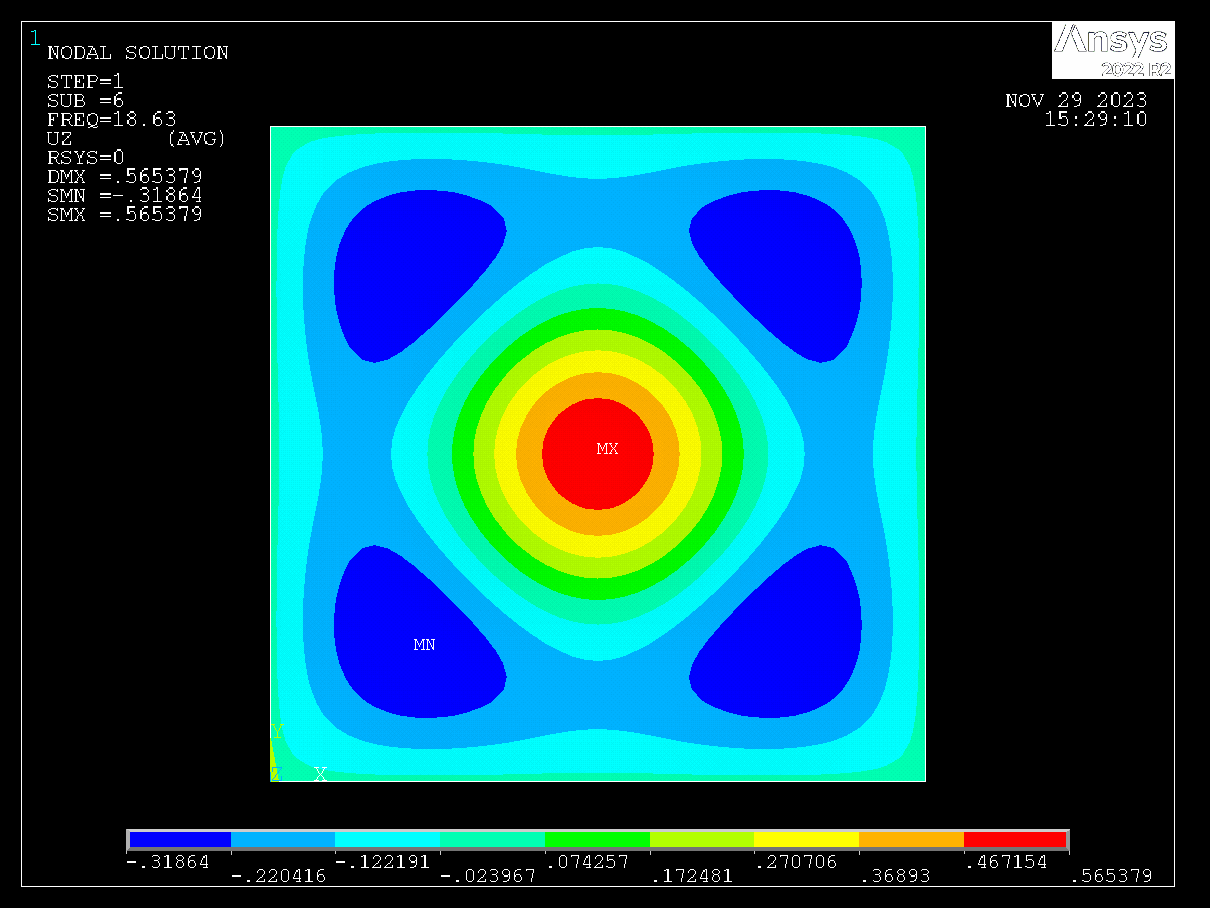 1
NODAL SOLUTION
STEP=1
SUB =6
FREQ=18.63
UZ (AVG)
RSYS=0
DMX =.565379
SMN =-.31864
SMX =.565379
Ansys
2022 R2
NOV 29 2023
15:29:10
MX
MN
Y
Z X
-.31864 -.122191 .074257 .270706 .467154
-.220416 -.023967 .172481 .36893 .565379